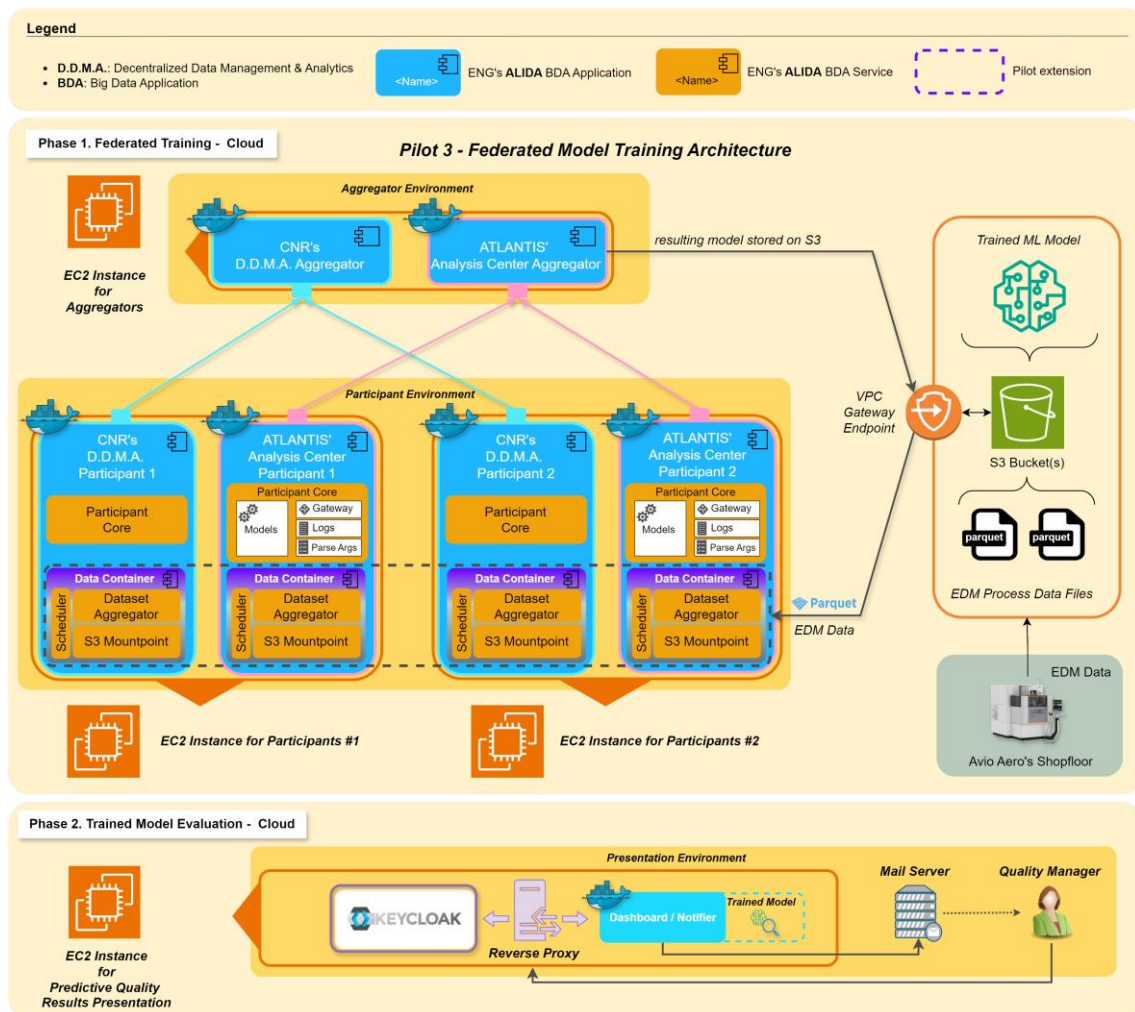 Legend
• D.D.M.A.: Decentralized Data Management & Analytics
• BDA: Big Data Application
<Name>
ENG's ALIDA BDA Application
<Name>
ENG's ALIDA BDA Service
Pilot extension
Phase 1. Federated Training - Cloud
Pilot 3 - Federated Model Training Architecture
Aggregator Environment
CNR's
D.D.M.A. Aggregator
ATLANTIS'
Analysis Center Aggregator
resulting model stored on S3
EC2 Instance
for
Aggregators
Trained ML Model
VPC
Gateway
Endpoint
S3 Bucket(s)
parquet
parquet
EDM Process Data Files
EDM Data
Avio Aero's Shopfloor
Participant Environment
CNR's
D.D.M.A.
Participant 1
Participant
Core
Data Container
Scheduler
Dataset
Aggregator
S3 Mountpoint
ATLANTIS'
Analysis Center
Participant 1
Participant Core
Models
Gateway
Logs
Parse Args
Data Container
Scheduler
Dataset
Aggregator
S3 Mountpoint
CNR's
D.D.M.A.
Participant 2
Participant
Core
Data Container
Scheduler
Dataset
Aggregator
S3 Mountpoint
ATLANTIS'
Analysis Center
Participant 2
Participant Core
Models
Gateway
Logs
Parse Args
Data Container
Scheduler
Dataset
Aggregator
S3 Mountpoint
Parquet
EDM Data
EC2 Instance for Participants #1
EC2 Instance for Participants #2
Phase 2. Trained Model Evaluation - Cloud
Presentation Environment
EC2 Instance
for
Predictive Quality
Results Presentation
KEYCLOAK
Reverse Proxy
Dashboard / Notifier
Trained Model
Mail Server
Quality Manager